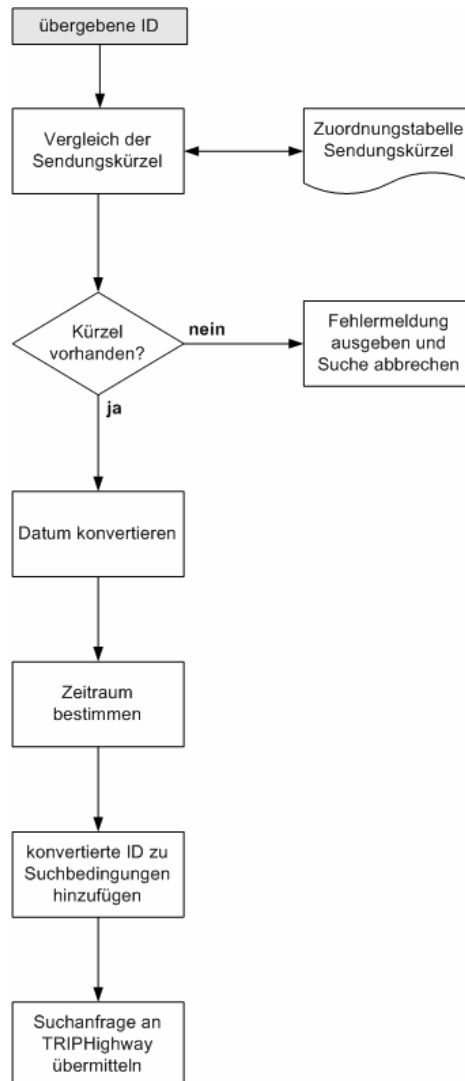 übergebene ID
Vergleich der
Sendungskürzel
Zuordnungstabelle
Sendungskürzel
Kürzel
vorhanden?
nein
Fehlermeldung
ausgeben und
Suche abbrechen
ja
Datum konvertieren
Zeitraum
bestimmen
konvertierte ID zu
Suchbedingungen
hinzufügen
Suchanfrage an
TRIPHighway
übermitteln